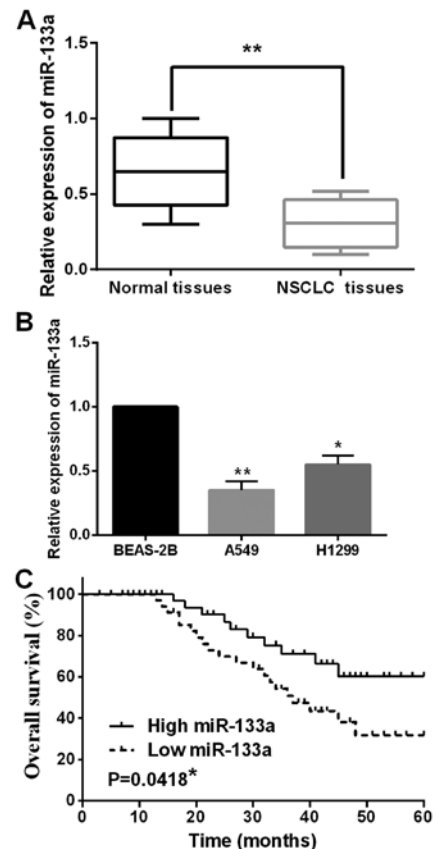 A
Relative expression of miR-133a
1.5
1.0
0.5
0.0
**
Normal tissues
NSCLC tissues
B
Relative expression of miR-133a
1.5
1.0
0.5
0.0
**
*
BEAS-2B
A549
H1299
C
Overall survival (%)
100
80
60
40
20
0
High miR-133a
Low miR-133a
P=0.0418*
0
10
20
30
40
50
60
Time (months)